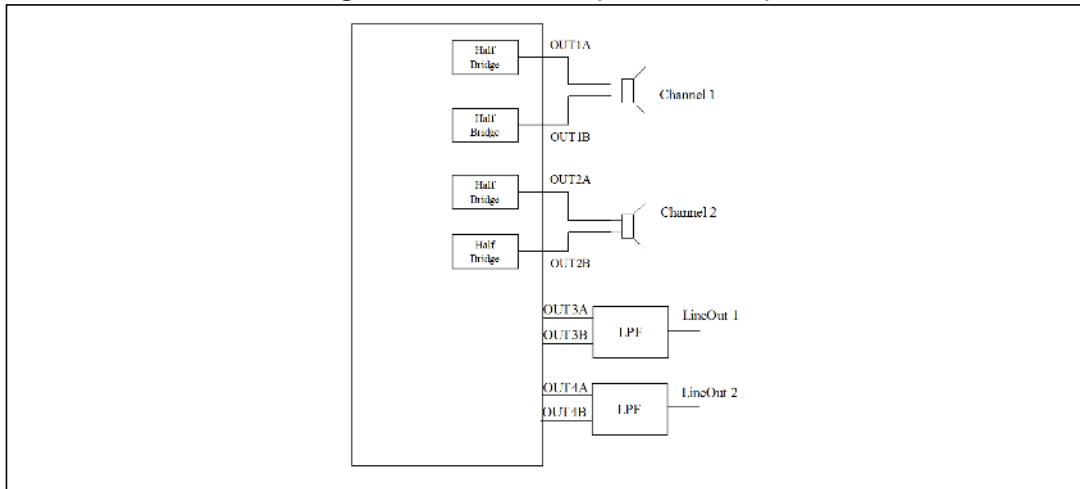 Half
Bridge
OUT1A
Channel 1
Half
Bridge
OUT1B
OUT2A
Half
Bridge
Channel 2
Half
Bridge
OUT2B
OUT3A
LineOut 1
OUT3B
LPF
OUT4A
LineOut 2
OUT4B
LPF